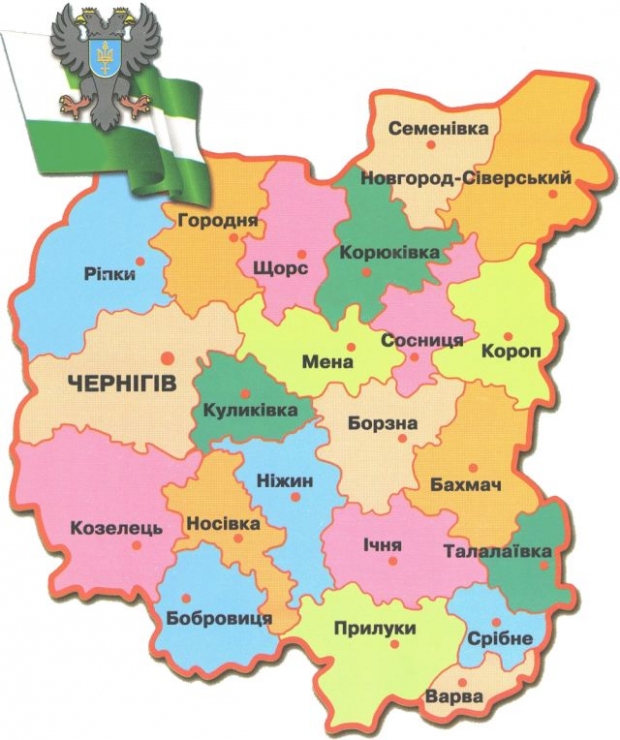 Семенівка
Новгород-Сіверський
Городня
Корюківка
Щорс
Ріпки
Сосниця
Короп
Мена
ЧЕРНІГІВ
Куликівка
Борзна
Ніжин
Бахмач
Носівка
Козелець
Ічня
Талалаївка
Бобровиця
Прилуки
Срібне
Варва